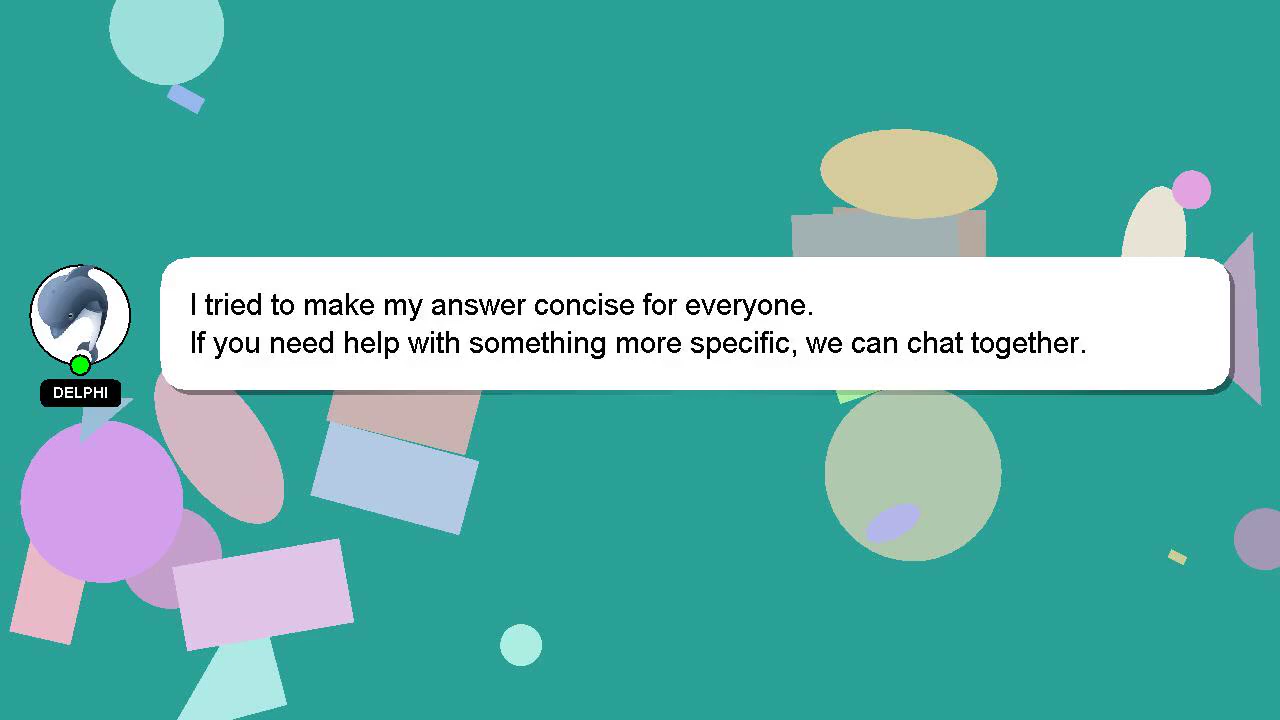 I tried to make my answer concise for everyone.
If you need help with something more specific, we can chat together.
DELPHI